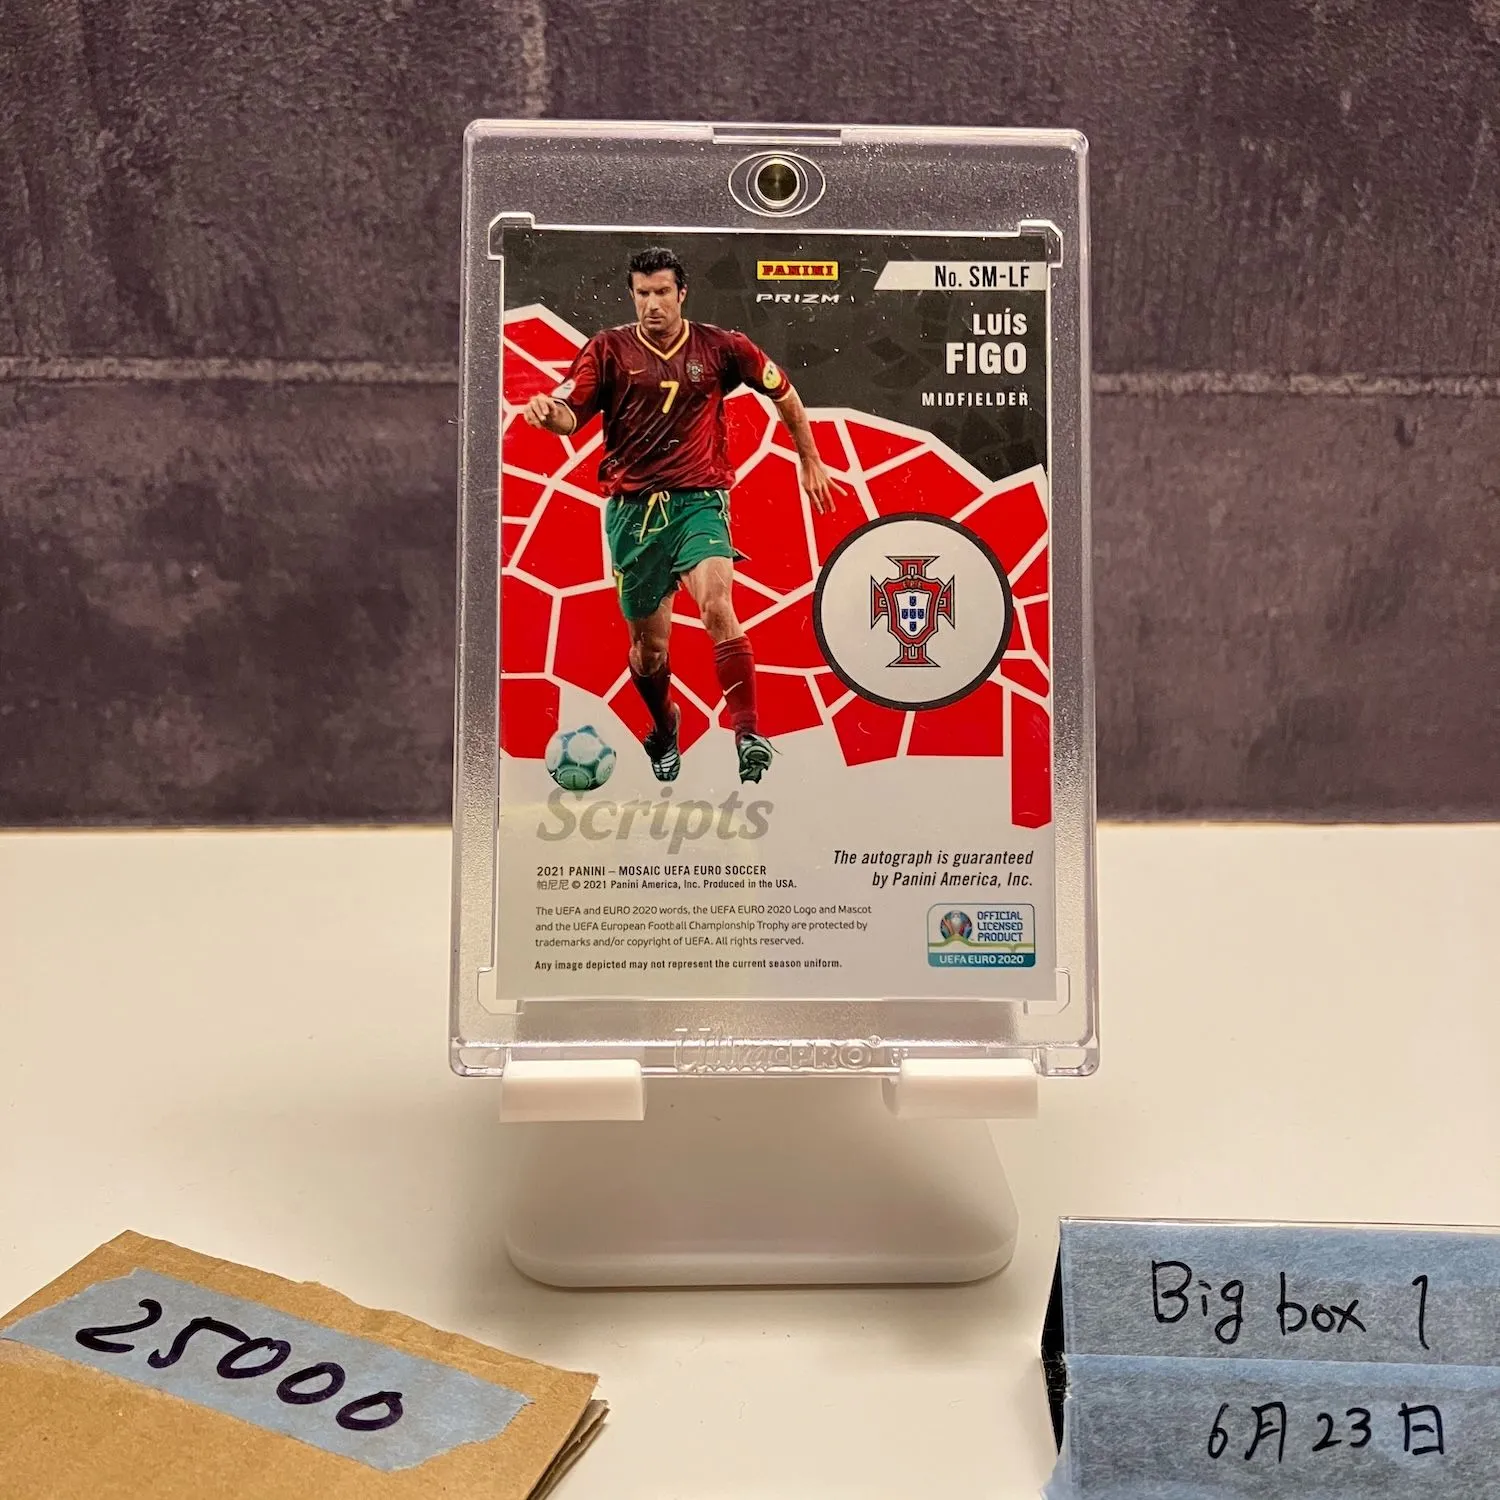 PANINI
PRIZM
No. SM-LF
LUÍS
FIGO
MIDFIELDER
7
Scripts
2021 PANINI – MOSAIC UEFA EURO SOCCER
帕尼尼 © 2021 Panini America, Inc. Produced in the USA.
The autograph is guaranteed
by Panini America, Inc.
The UEFA and EURO 2020 words, the UEFA EURO 2020 Logo and Mascot
and the UEFA European Football Championship Trophy are protected by
trademarks and/or copyright of UEFA. All rights reserved.
Any image depicted may not represent the current season uniform.
OFFICIAL
LICENSED
PRODUCT
UEFA EURO 2020
Ultra PRO®
25000
Big box 1
6月23日